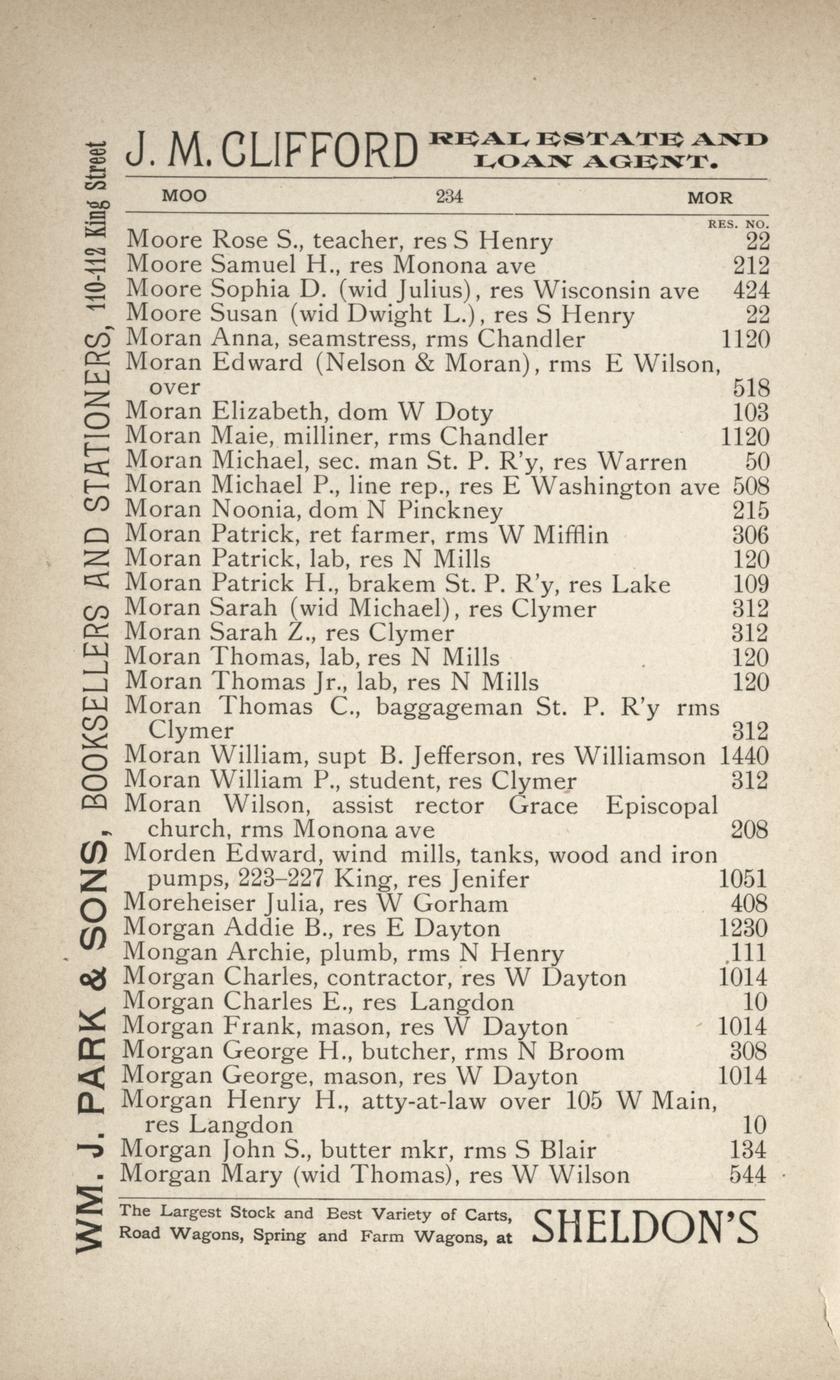 J. M. CLIFFORD REAL ESTATE AND
LOAN AGENT.
MOO 234 MOR
RES. NO.
Moore Rose S., teacher, res S Henry 22
Moore Samuel H., res Monona ave 212
Moore Sophia D. (wid Julius), res Wisconsin ave 424
Moore Susan (wid Dwight L.), res S Henry 22
Moran Anna, seamstress, rms Chandler 1120
Moran Edward (Nelson & Moran), rms E Wilson,
over 518
Moran Elizabeth, dom W Doty 103
Moran Maie, milliner, rms Chandler 1120
Moran Michael, sec. man St. P. R'y, res Warren 50
Moran Michael P., line rep., res E Washington ave 508
Moran Noonia, dom N Pinckney 215
Moran Patrick, ret farmer, rms W Mifflin 306
Moran Patrick, lab, res N Mills 120
Moran Patrick H., brakem St. P. R'y, res Lake 109
Moran Sarah (wid Michael), res Clymer 312
Moran Sarah Z., res Clymer 312
Moran Thomas, lab, res N Mills 120
Moran Thomas Jr., lab, res N Mills 120
Moran Thomas C., baggageman St. P. R'y rms
Clymer 312
Moran William, supt B. Jefferson, res Williamson 1440
Moran William P., student, res Clymer 312
Moran Wilson, assist rector Grace Episcopal
church, rms Monona ave 208
Morden Edward, wind mills, tanks, wood and iron
pumps, 223–227 King, res Jenifer 1051
Moreheiser Julia, res W Gorham 408
Morgan Addie B., res E Dayton 1230
Mongan Archie, plumb, rms N Henry 111
Morgan Charles, contractor, res W Dayton 1014
Morgan Charles E., res Langdon 10
Morgan Frank, mason, res W Dayton 1014
Morgan George H., butcher, rms N Broom 308
Morgan George, mason, res W Dayton 1014
Morgan Henry H., atty-at-law over 105 W Main,
res Langdon 10
Morgan John S., butter mkr, rms S Blair 134
Morgan Mary (wid Thomas), res W Wilson 544
The Largest Stock and Best Variety of Carts,
Road Wagons, Spring and Farm Wagons, at SHELDON'S
WM. J. PARK & SONS, BOOKSELLERS AND STATIONERS, 110-112 King Street